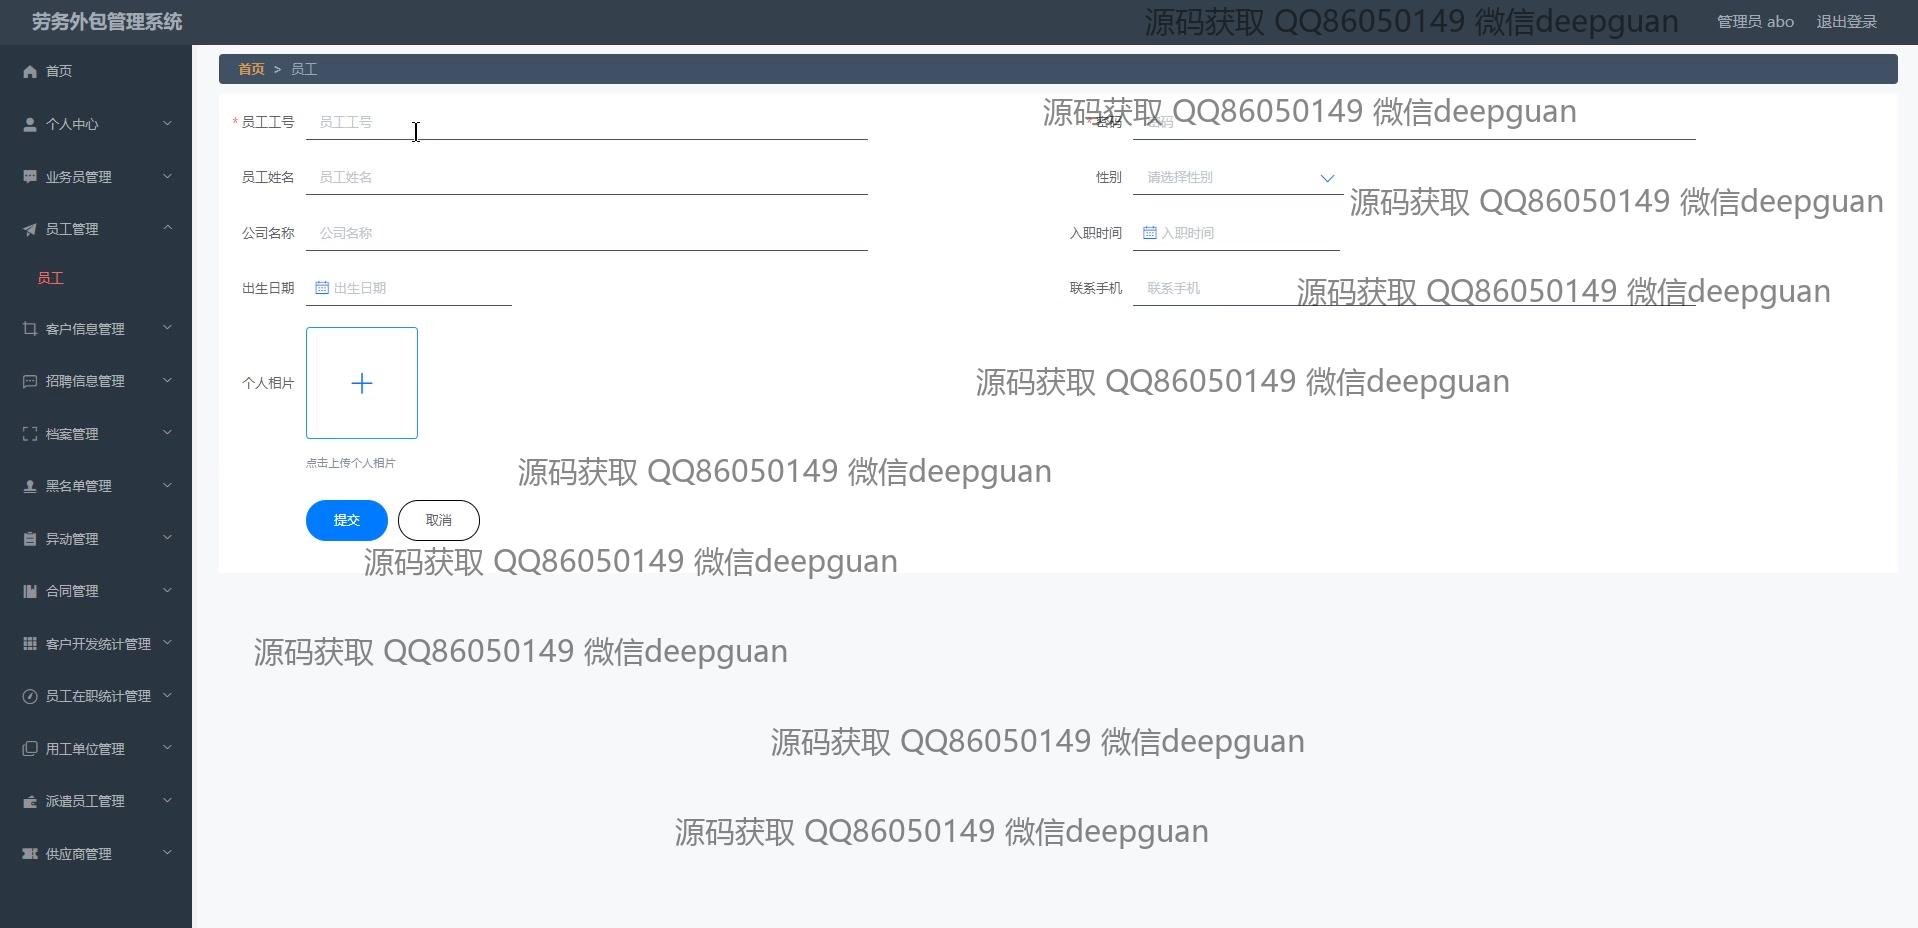 劳务外包管理系统
源码获取 QQ86050149 微信deepguan
管理员 abo
退出登录
首页
个人中心
业务员管理
员工管理
员工
客户信息管理
招聘信息管理
档案管理
黑名单管理
异动管理
合同管理
客户开发统计管理
员工在职统计管理
用工单位管理
派遣员工管理
供应商管理
首页 > 员工
源码获取 QQ86050149 微信deepguan
* 员工工号 员工工号
* 密码 密码
员工姓名 员工姓名
性别 请选择性别
源码获取 QQ86050149 微信deepguan
公司名称 公司名称
入职时间 入职时间
出生日期 出生日期
联系手机 联系手机
源码获取 QQ86050149 微信deepguan
个人相片
源码获取 QQ86050149 微信deepguan
点击上传个人相片
源码获取 QQ86050149 微信deepguan
提交 取消
源码获取 QQ86050149 微信deepguan
源码获取 QQ86050149 微信deepguan
源码获取 QQ86050149 微信deepguan
源码获取 QQ86050149 微信deepguan